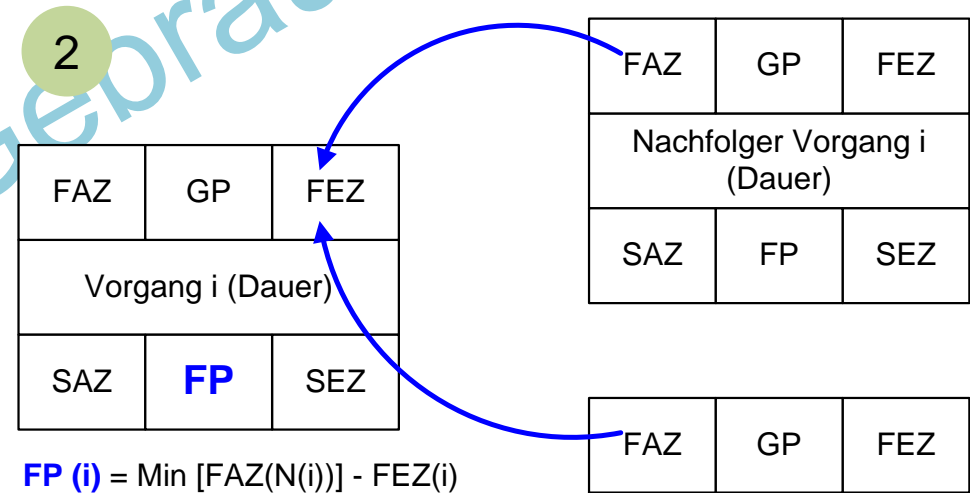 2
FAZ GP FEZ
Nachfolger Vorgang i
(Dauer)
SAZ FP SEZ
FAZ GP FEZ
Vorgang i (Dauer)
SAZ FP SEZ
FAZ GP FEZ
FP (i) = Min [FAZ(N(i))] - FEZ(i)